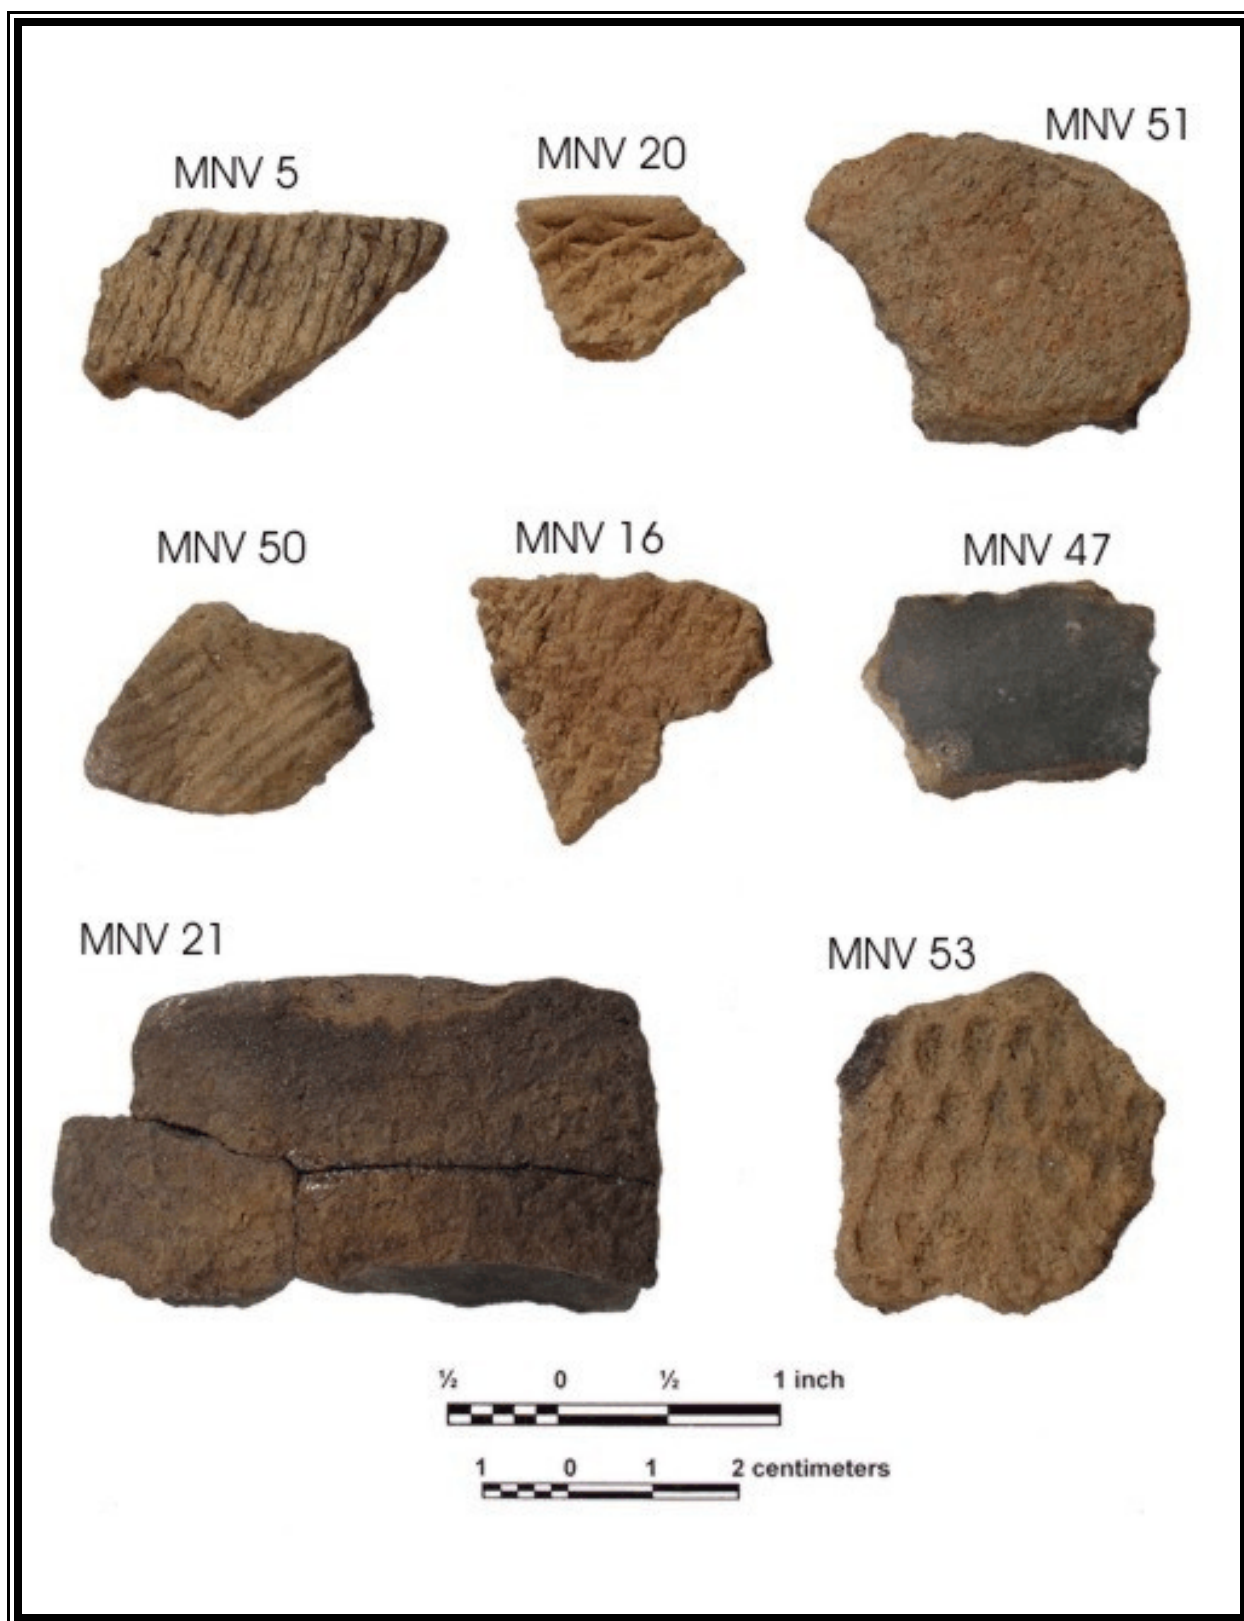 MNV 5
MNV 20
MNV 51
MNV 50
MNV 16
MNV 47
MNV 21
MNV 53
½ 0 ½ 1 inch
1 0 1 2 centimeters